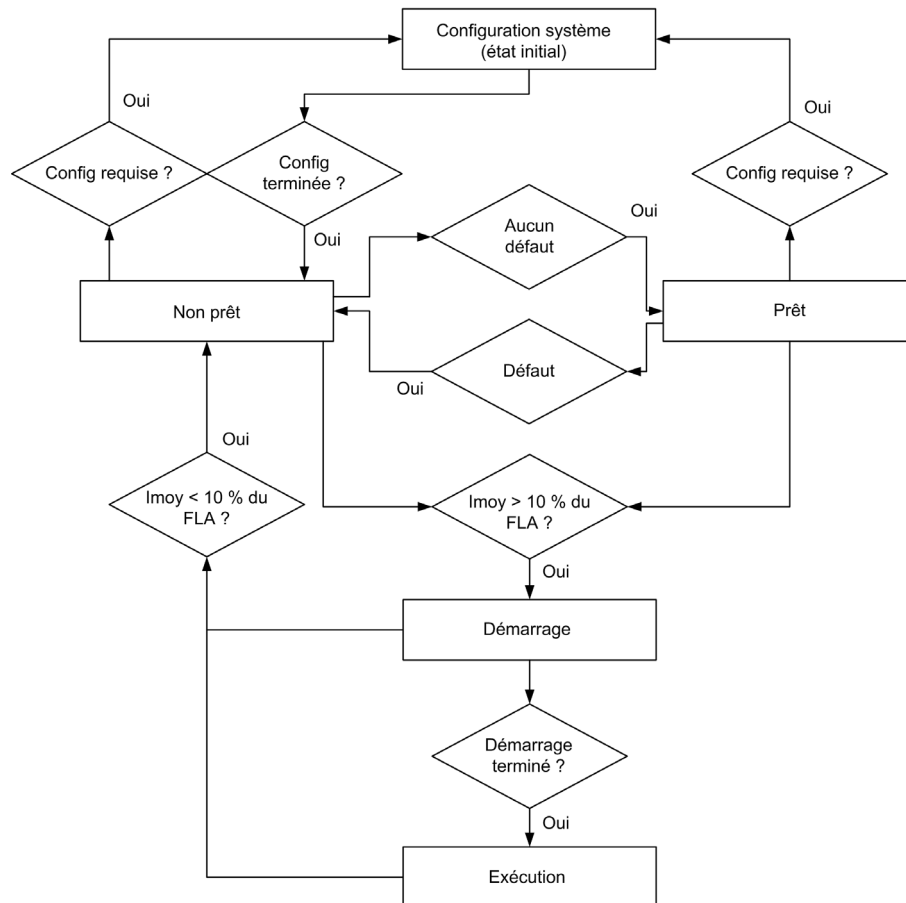 Configuration système
(état initial)
Oui
Oui
Config requise ?
Config
terminée ?
Config requise ?
Oui
Aucun
défaut
Oui
Non prêt
Prêt
Défaut
Oui
Oui
Imoy < 10 % du
FLA ?
Imoy > 10 % du
FLA ?
Oui
Démarrage
Démarrage
terminé ?
Oui
Exécution